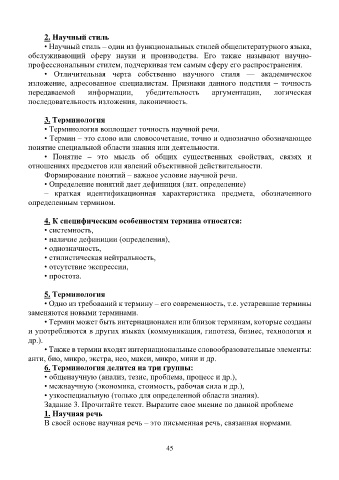 2. Научный стиль
• Научный стиль – один из функциональных стилей общелитературного языка,
обслуживающий сферу науки и производства. Его также называют научно-
профессиональным стилем, подчеркивая тем самым сферу его распространения.
• Отличительная черта собственно научного стиля — академическое
изложение, адресованное специалистам. Признаки данного подстиля – точность
передаваемой информации, убедительность аргументации, логическая
последовательность изложения, лаконичность.
3. Терминология
• Терминология воплощает точность научной речи.
• Термин – это слово или словосочетание, точно и однозначно обозначающее
понятие специальной области знания или деятельности.
• Понятие – это мысль об общих существенных свойствах, связях и
отношениях предметов или явлений объективной действительности.
Формирование понятий – важное условие научной речи.
• Определение понятий дает дефиниция (лат. определение)
– краткая идентификационная характеристика предмета, обозначенного
определенным термином.
4. К специфическим особенностям термина относятся:
• системность,
• наличие дефиниции (определения),
• однозначность,
• стилистическая нейтральность,
• отсутствие экспрессии,
• простота.
5. Терминология
• Одно из требований к термину – его современность, т.е. устаревшие термины
заменяются новыми терминами.
• Термин может быть интернационален или близок терминам, которые созданы
и употребляются в других языках (коммуникация, гипотеза, бизнес, технология и
др.).
• Также в термин входят интернациональные словообразовательные элементы:
анти, био, микро, экстра, нео, макси, микро, мини и др.
6. Терминология делится на три группы:
• общенаучную (анализ, тезис, проблема, процесс и др.),
• межнаучную (экономика, стоимость, рабочая сила и др.),
• узкоспециальную (только для определенной области знания).
Задание 3. Прочитайте текст. Выразите свое мнение по данной проблеме
1. Научная речь
В своей основе научная речь – это письменная речь, связанная нормами.
45